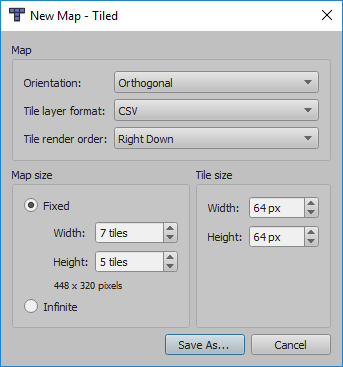 New Map - Tiled
Map
Orientation: Orthogonal
Tile layer format: CSV
Tile render order: Right Down
Map size
Fixed
Width: 7 tiles
Height: 5 tiles
448 x 320 pixels
Infinite
Tile size
Width: 64 px
Height: 64 px
Save As... Cancel